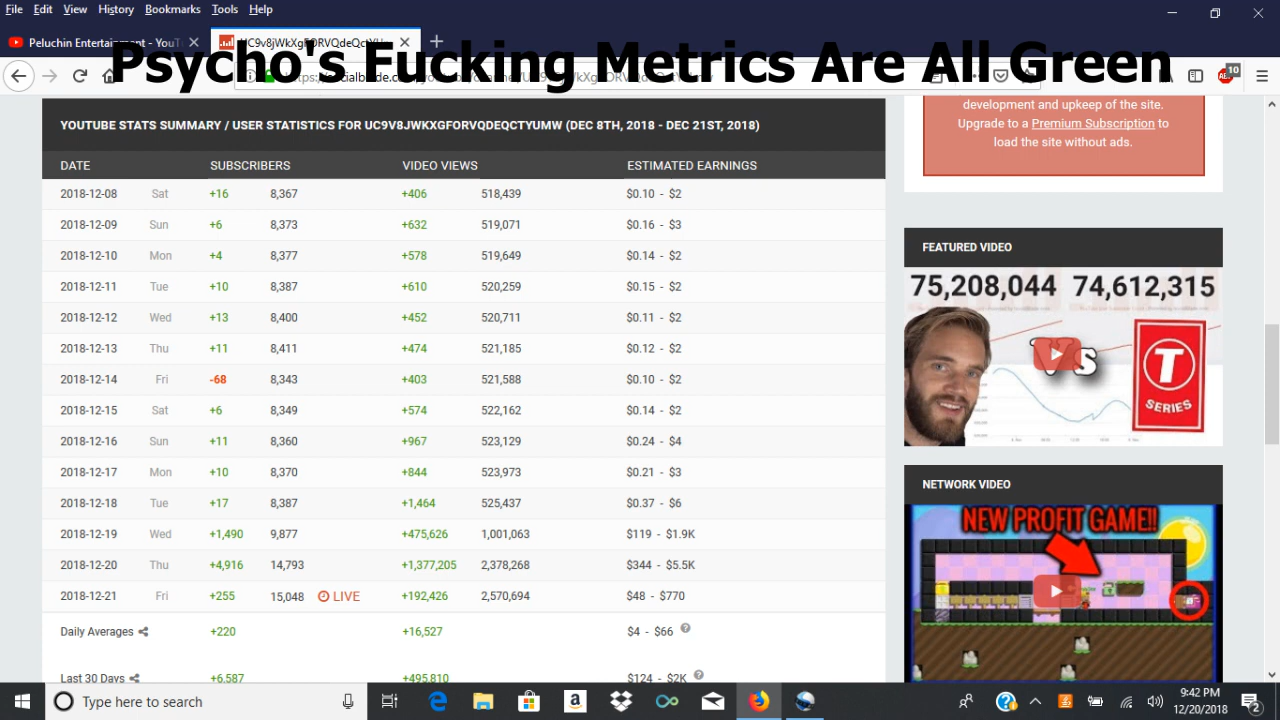 File Edit View History Bookmarks Tools Help
Peluchin Entertainment - YouT
Psycho's Fucking Metrics Are All Green
10
development and upkeep of the site.
Upgrade to a Premium Subscription to
load the site without ads.
YOUTUBE STATS SUMMARY / USER STATISTICS FOR UC9V8JWKXGFORVQDEQCTYUMW (DEC 8TH, 2018 - DEC 21ST, 2018)
DATE SUBSCRIBERS VIDEO VIEWS ESTIMATED EARNINGS
2018-12-08 Sat +16 8,367 +406 518,439 $0.10 - $2
2018-12-09 Sun +6 8,373 +632 519,071 $0.16 - $3
2018-12-10 Mon +4 8,377 +578 519,649 $0.14 - $2
2018-12-11 Tue +10 8,387 +610 520,259 $0.15 - $2
2018-12-12 Wed +13 8,400 +452 520,711 $0.11 - $2
2018-12-13 Thu +11 8,411 +474 521,185 $0.12 - $2
2018-12-14 Fri -68 8,343 +403 521,588 $0.10 - $2
2018-12-15 Sat +6 8,349 +574 522,162 $0.14 - $2
2018-12-16 Sun +11 8,360 +967 523,129 $0.24 - $4
2018-12-17 Mon +10 8,370 +844 523,973 $0.21 - $3
2018-12-18 Tue +17 8,387 +1,464 525,437 $0.37 - $6
2018-12-19 Wed +1,490 9,877 +475,626 1,001,063 $119 - $1.9K
2018-12-20 Thu +4,916 14,793 +1,377,205 2,378,268 $344 - $5.5K
2018-12-21 Fri +255 15,048 LIVE +192,426 2,570,694 $48 - $770
Daily Averages +220 +16,527 $4 - $66
Last 30 Days +6,587 +495,810 $124 - $2K
FEATURED VIDEO
75,208,044 74,612,315
Vs
T
SERIES
NETWORK VIDEO
NEW PROFIT GAME!!
Type here to search
9:42 PM
12/20/2018
2